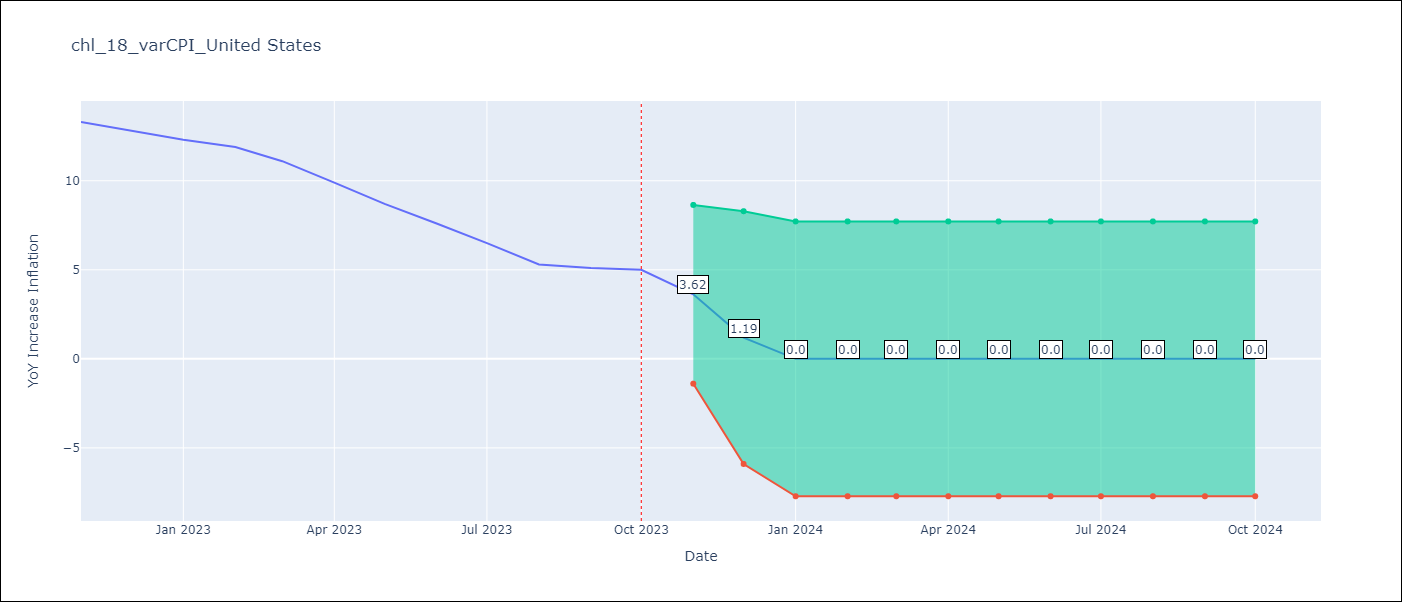 chl_18_varCPI_United States
YoY Increase Inflation
10
5
0
−5
3.62
1.19
0.0
0.0
0.0
0.0
0.0
0.0
0.0
0.0
0.0
0.0
Jan 2023
Apr 2023
Jul 2023
Oct 2023
Jan 2024
Apr 2024
Jul 2024
Oct 2024
Date